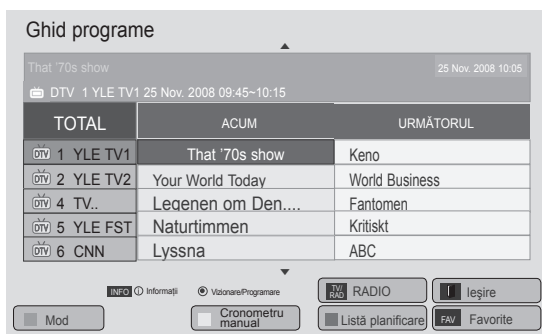 Ghid programe
That '70s show 25 Nov. 2008 10:05
DTV 1 YLE TV1 25 Nov. 2008 09:45~10:15
TOTAL ACUM URMĂTORUL
DTV 1 YLE TV1 That '70s show Keno
DTV 2 YLE TV2 Your World Today World Business
DTV 4 TV.. Legenen om Den.... Fantomen
DTV 5 YLE FST Naturtimmen Kritiskt
DTV 6 CNN Lyssna ABC
INFO i Informaţii Vizionare/Programare TV/RAD RADIO Ieşire
Mod Cronometru manual Listă planificare FAV Favorite